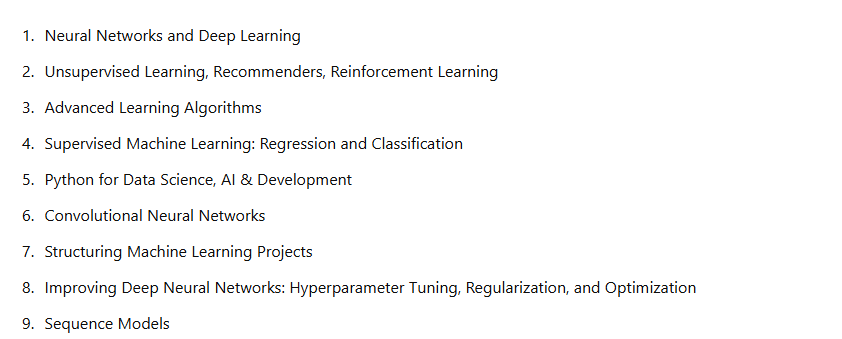 1. Neural Networks and Deep Learning
2. Unsupervised Learning, Recommenders, Reinforcement Learning
3. Advanced Learning Algorithms
4. Supervised Machine Learning: Regression and Classification
5. Python for Data Science, AI & Development
6. Convolutional Neural Networks
7. Structuring Machine Learning Projects
8. Improving Deep Neural Networks: Hyperparameter Tuning, Regularization, and Optimization
9. Sequence Models